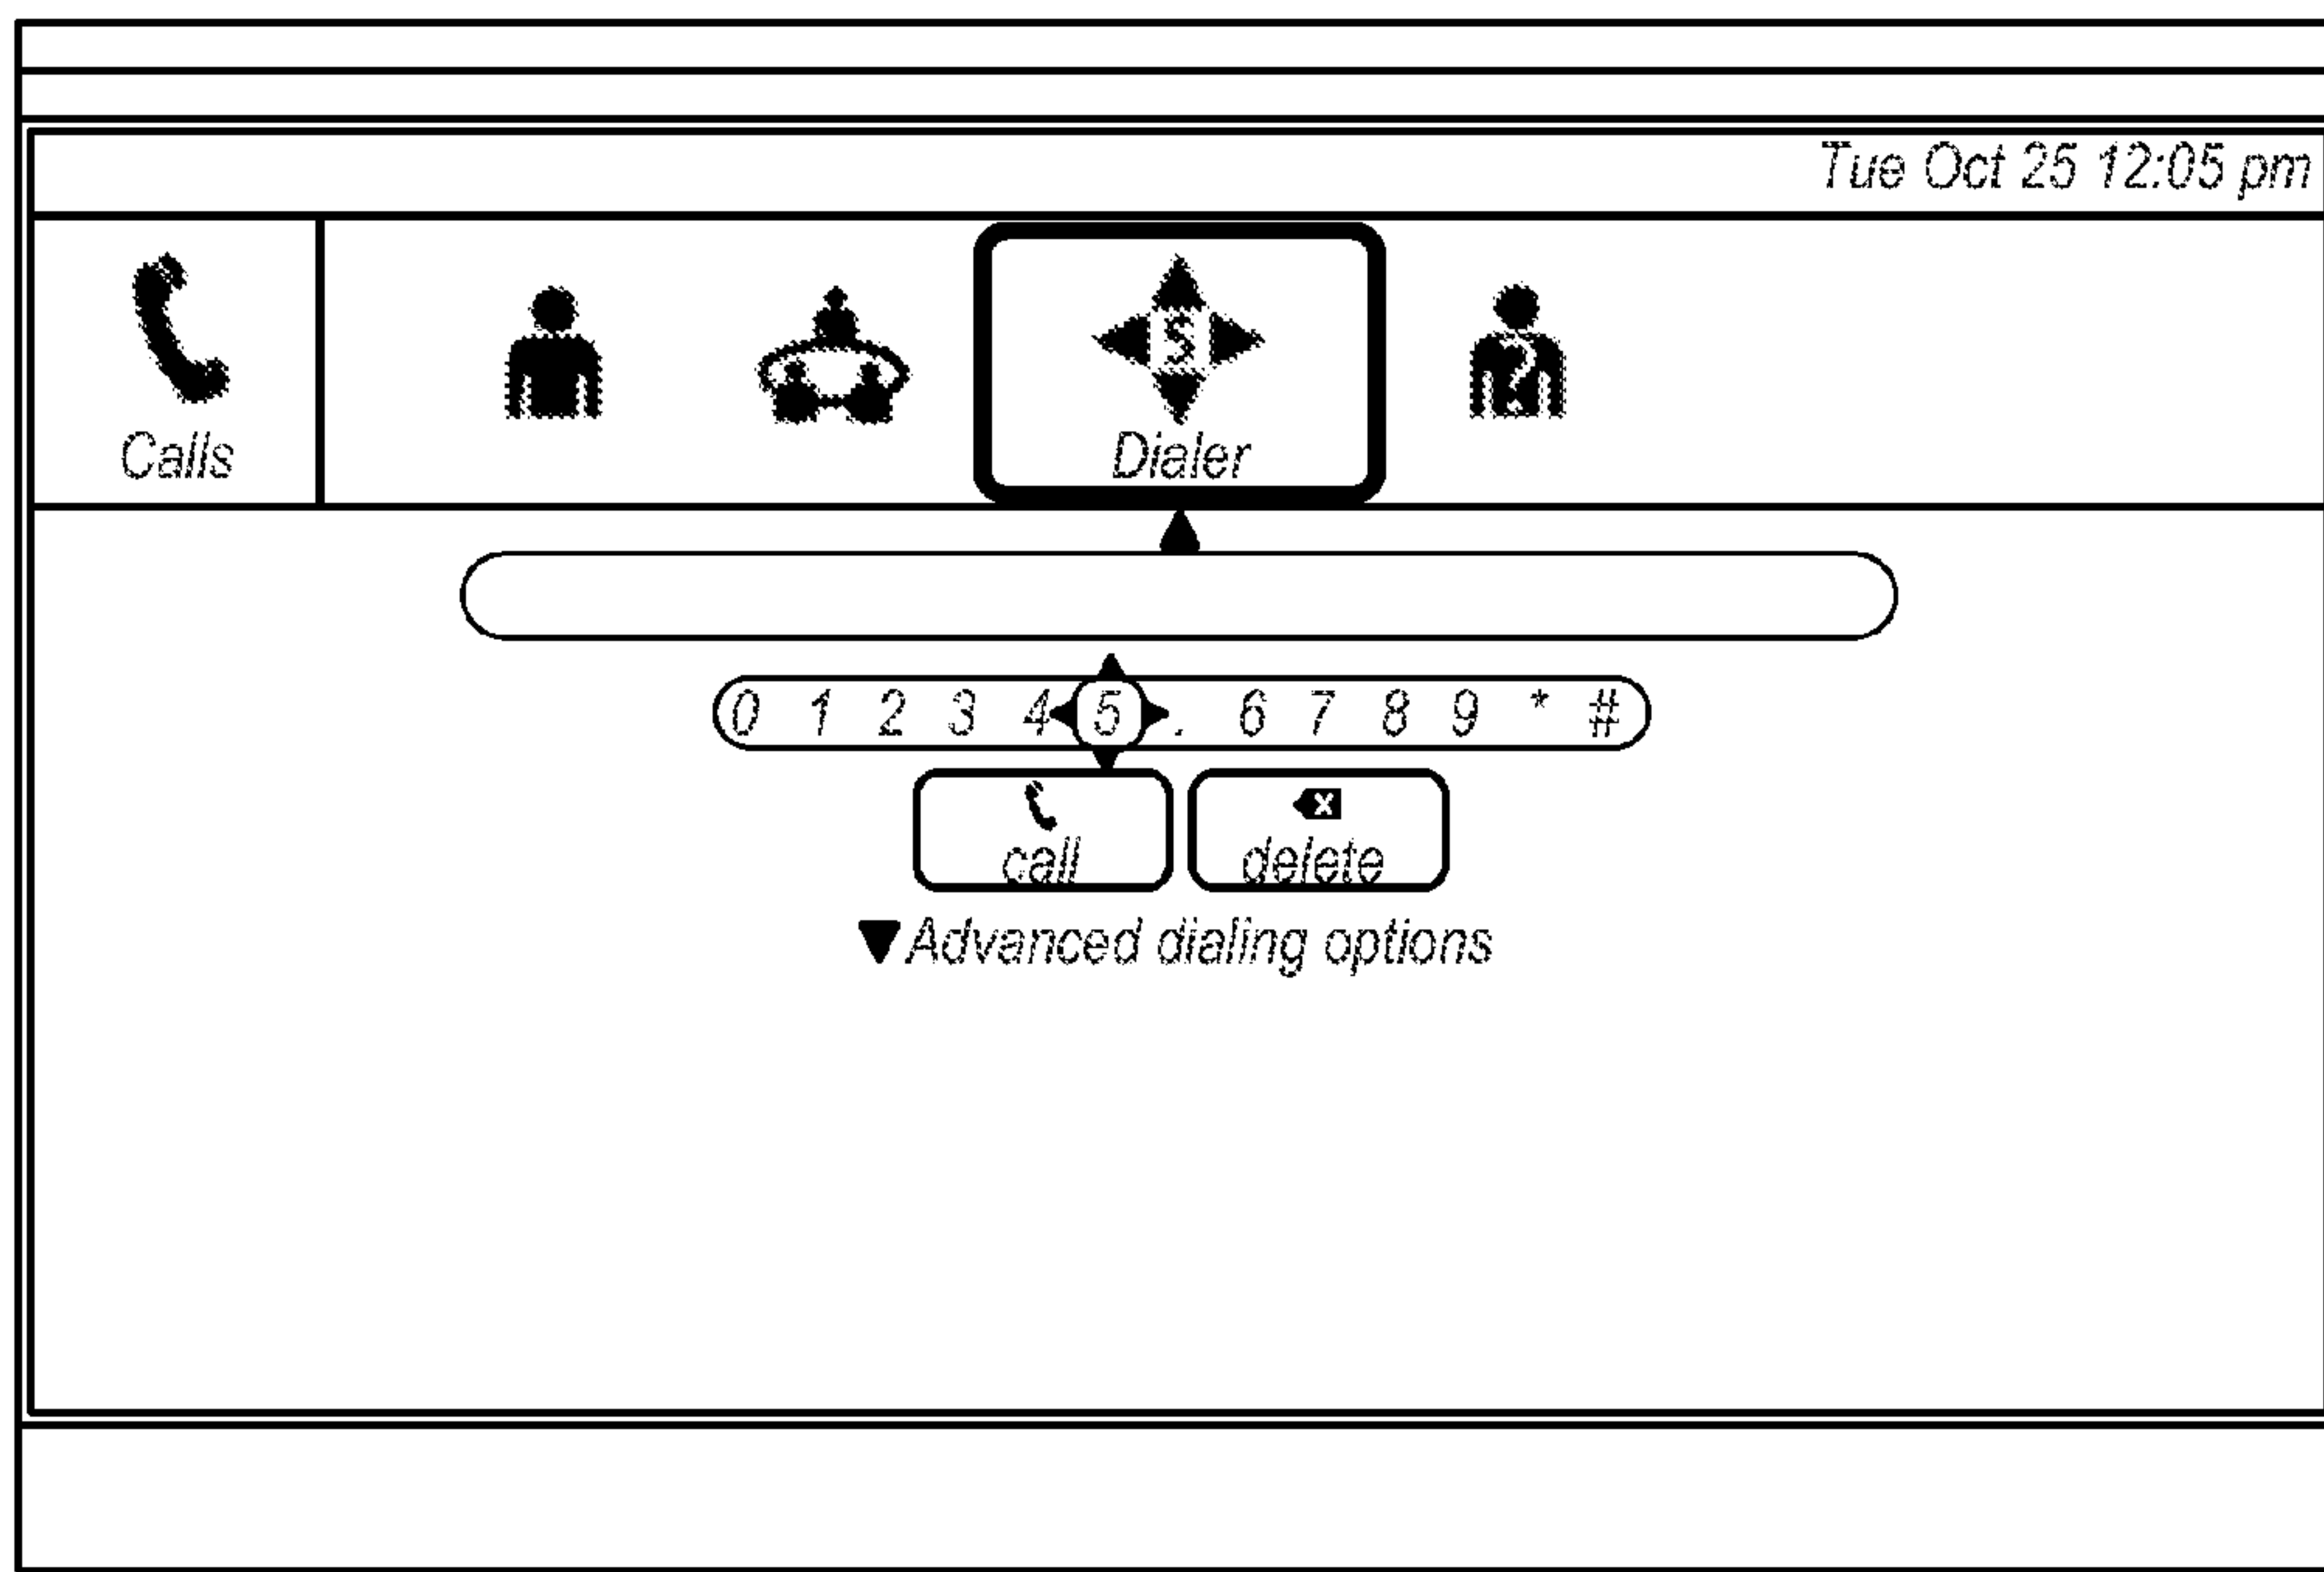 Tue Oct 25 12:05 pm
5
Calls
Dialer
0 1 2 3 4 5 . 6 7 8 9 * #
call
delete
Advanced dialing options